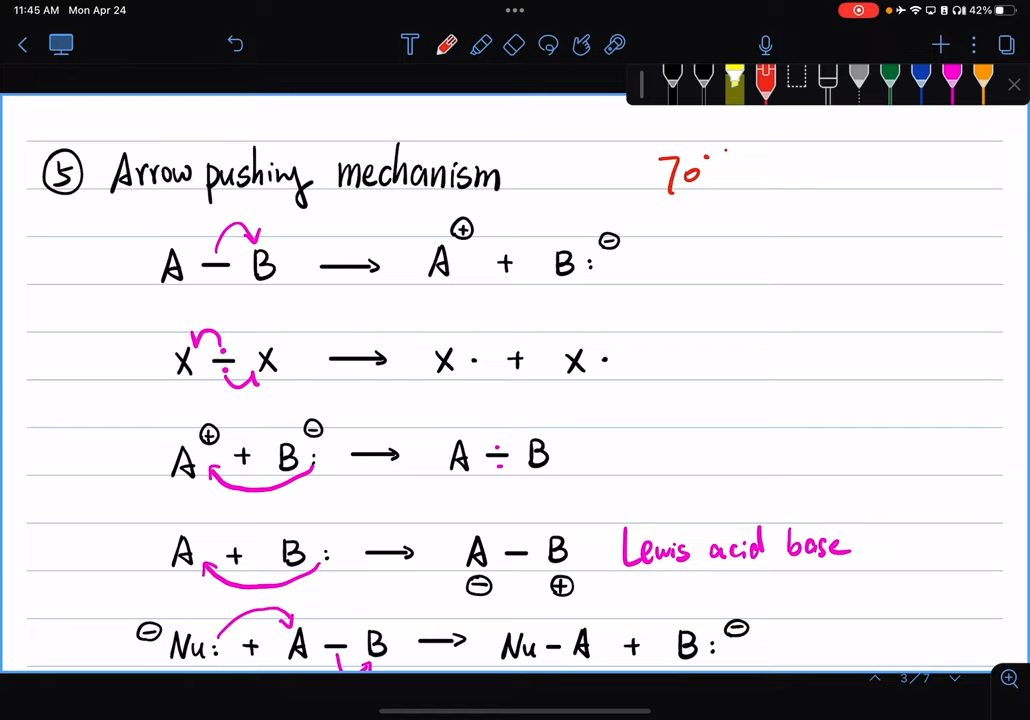 11:45 AM Mon Apr 24
42%
T
⑤ Arrow pushing mechanism
70
A – B ⟶ A⊕ + B:⊖
X – X ⟶ X· + X·
A⊕ + B:⊖ ⟶ A – B
A + B: ⟶ A – B Lewis acid base
⊖ ⊕
⊖Nu: + A – B ⟶ Nu – A + B:⊖
3/7